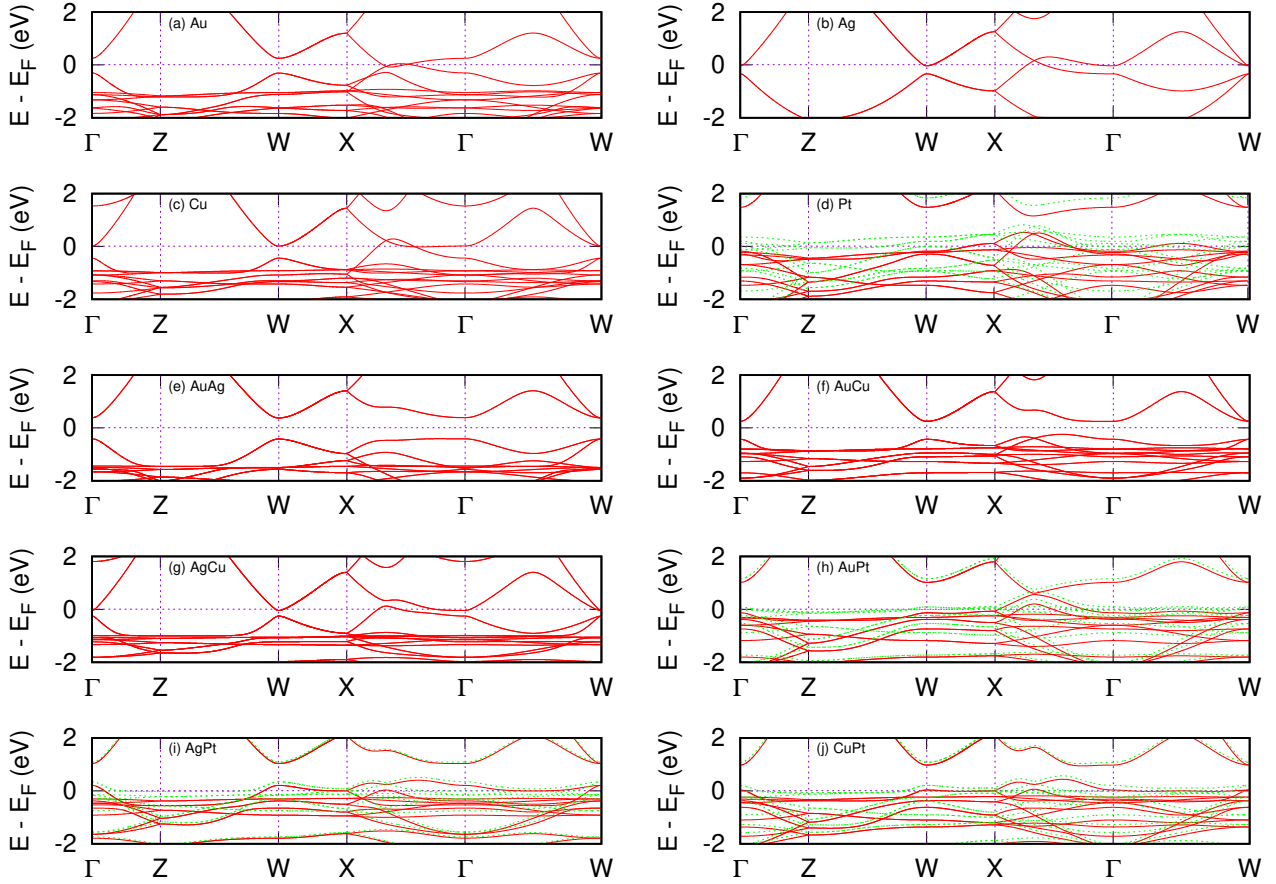 E - E_F (eV)
2
0
-2
(a) Au
Γ Z W X Γ W
E - E_F (eV)
2
0
-2
(b) Ag
Γ Z W X Γ W
E - E_F (eV)
2
0
-2
(c) Cu
Γ Z W X Γ W
E - E_F (eV)
2
0
-2
(d) Pt
Γ Z W X Γ W
E - E_F (eV)
2
0
-2
(e) AuAg
Γ Z W X Γ W
E - E_F (eV)
2
0
-2
(f) AuCu
Γ Z W X Γ W
E - E_F (eV)
2
0
-2
(g) AgCu
Γ Z W X Γ W
E - E_F (eV)
2
0
-2
(h) AuPt
Γ Z W X Γ W
E - E_F (eV)
2
0
-2
(i) AgPt
Γ Z W X Γ W
E - E_F (eV)
2
0
-2
(j) CuPt
Γ Z W X Γ W